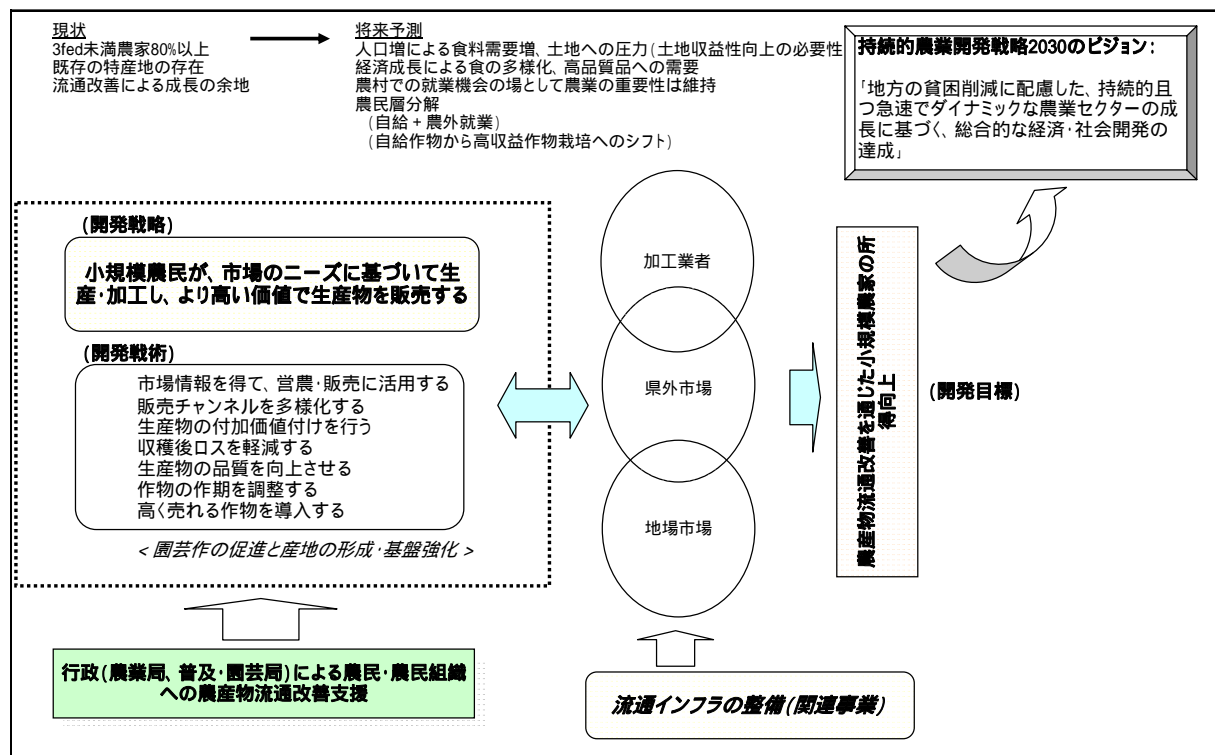 現状
3fed未満農家80%以上
既存の特産地の存在
流通改善による成長の余地
将来予測
人口増による食料需要増、土地への圧力(土地収益性向上の必要性
経済成長による食の多様化、高品質品への需要
農村での就業機会の場として農業の重要性は維持
農民層分解
(自給+農外就業)
(自給作物から高収益作物栽培へのシフト)
持続的農業開発戦略2030のビジョン:
「地方の貧困削減に配慮した、持続的且
つ急速でダイナミックな農業セクターの成
長に基づく、総合的な経済・社会開発の
達成」
(開発戦略)
小規模農民が、市場のニーズに基づいて生
産・加工し、より高い価値で生産物を販売する
(開発戦術)
市場情報を得て、営農・販売に活用する
販売チャンネルを多様化する
生産物の付加価値付けを行う
収穫後ロスを軽減する
生産物の品質を向上させる
作物の作期を調整する
高く売れる作物を導入する
<園芸作の促進と産地の形成・基盤強化>
加工業者
県外市場
地場市場
農産物流通改善を通じた小規模農家の所
得向上
(開発目標)
行政(農業局、普及・園芸局)による農民・農民組織
への農産物流通改善支援
流通インフラの整備(関連事業)